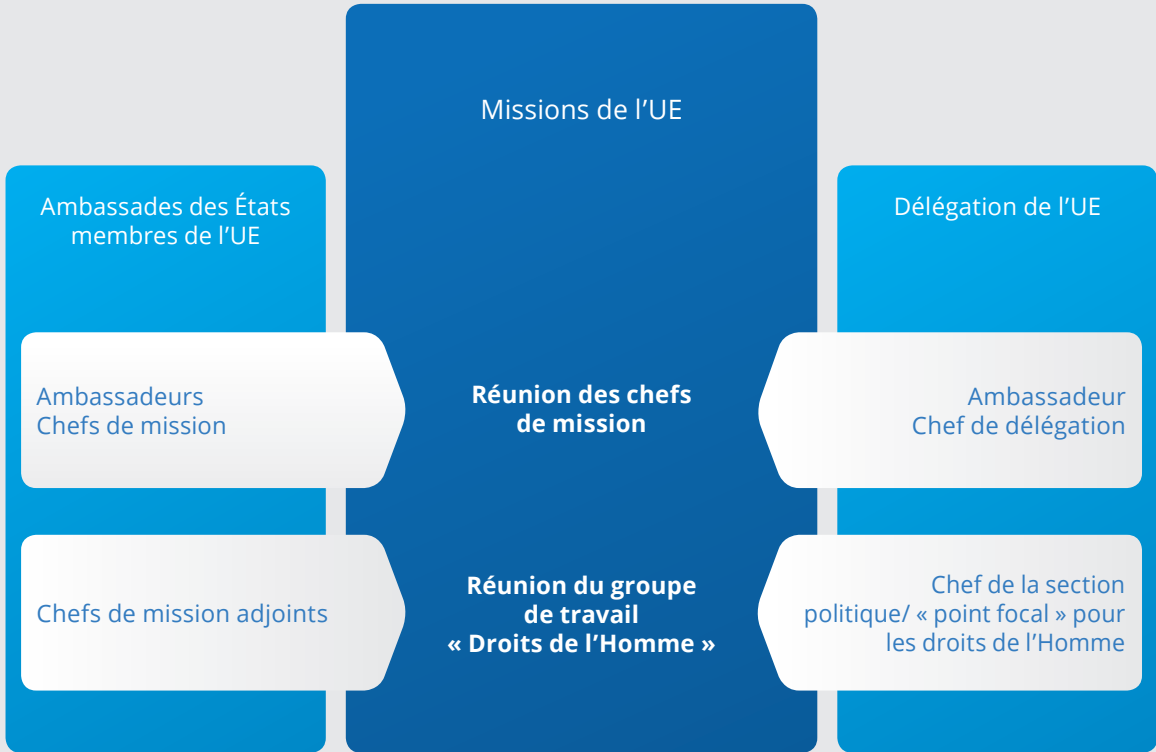 Missions de l’UE
Ambassades des États
membres de l’UE
Délégation de l’UE
Ambassadeurs
Chefs de mission
Réunion des chefs
de mission
Ambassadeur
Chef de délégation
Chefs de mission adjoints
Réunion du groupe
de travail
« Droits de l’Homme »
Chef de la section
politique/ « point focal » pour
les droits de l’Homme